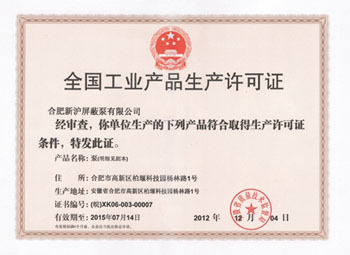 全国工业产品生产许可证
合肥新沪屏蔽泵有限公司
经审查，你单位生产的下列产品符合取得生产许可证
条件，特发此证。
产品名称：泵(明细见副本)
住 所：合肥市高新区柏堰科技园杨林路1号
生产地址：安徽省合肥市高新区柏堰科技园杨林路1号
证书编号：(皖)XK06-003-00007
有效期至：2015年07月14日 2012 年 12 月 04 日